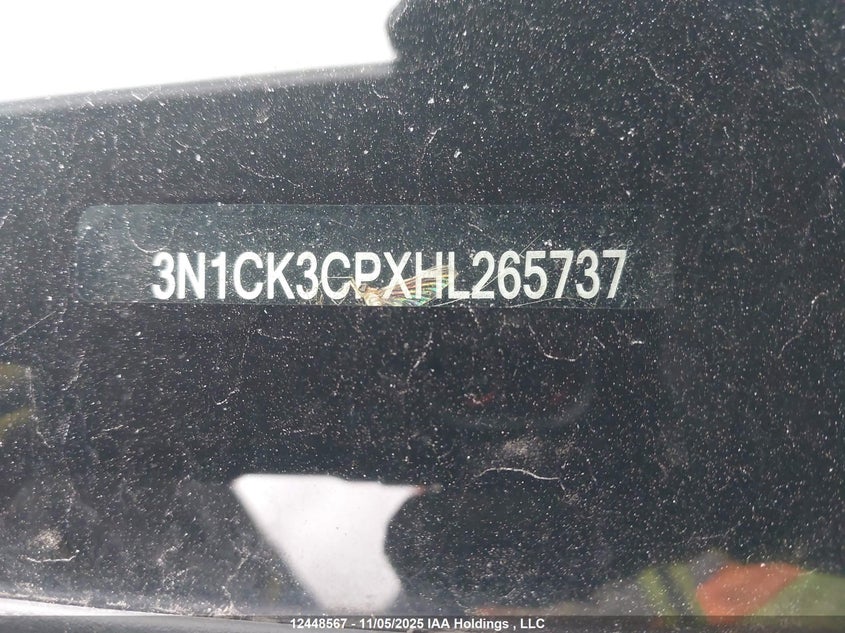 3N1CK3CPXHL265737
12448567 - 11/05/2025 IAA Holdings , LLC